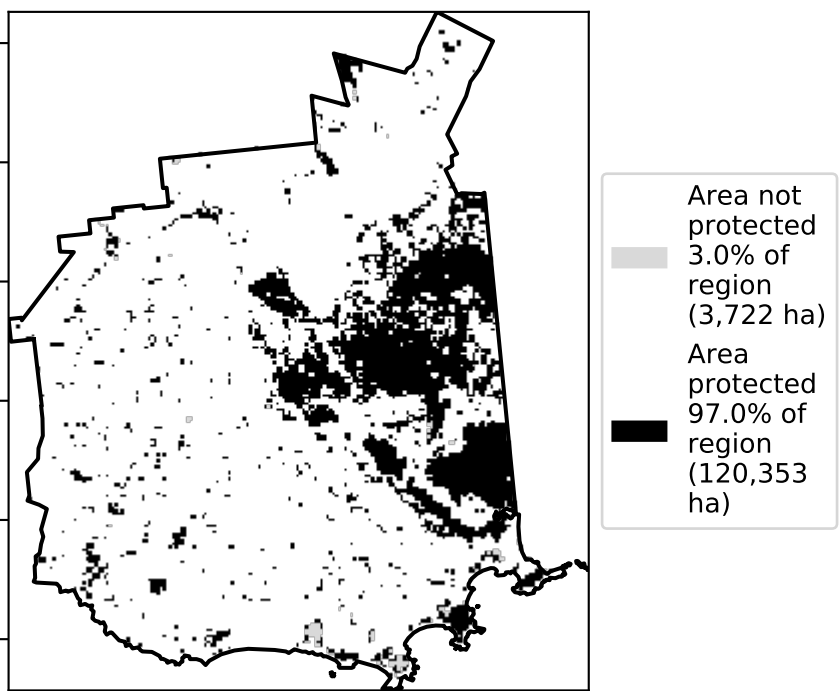 Area not
protected
3.0% of
region
(3,722 ha)
Area
protected
97.0% of
region
(120,353
ha)